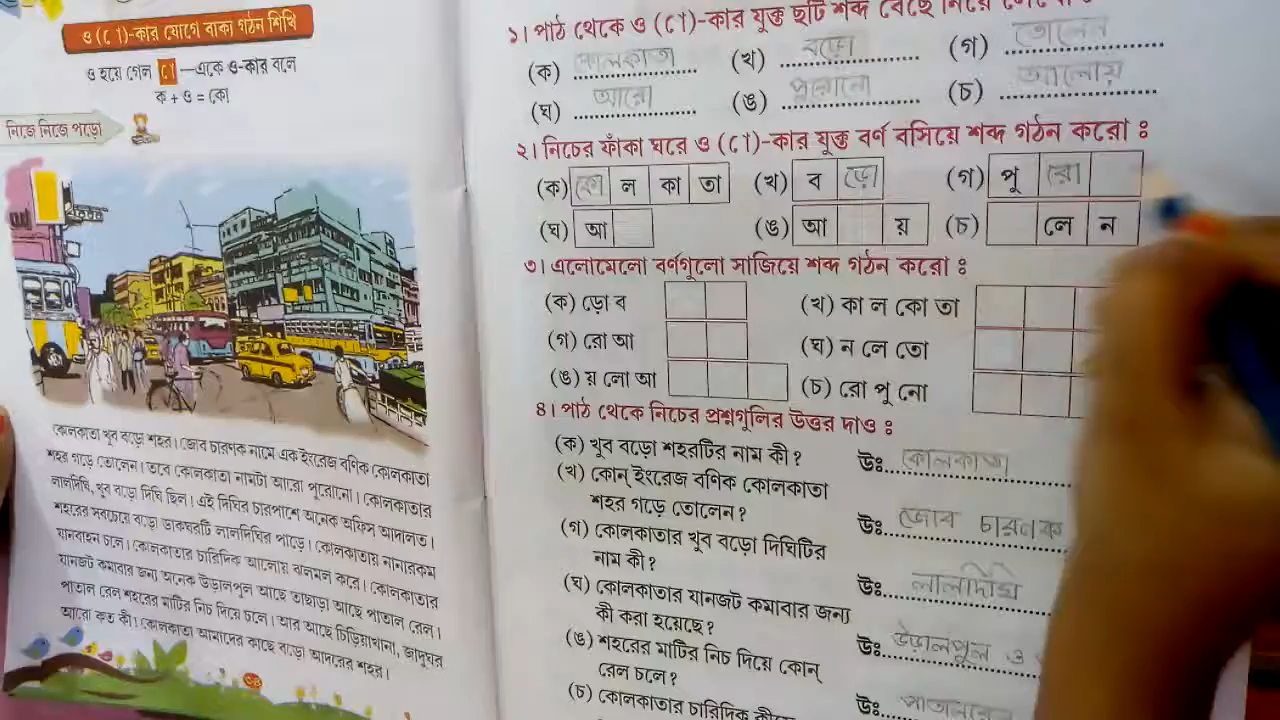 ও (ো)-কার যোগে বাক্য গঠন শিখি
ও হয়ে গেল ো —একে ও-কার বলে
ক + ও = কো
নিজে নিজে পড়ো
কোলকাতা খুব বড়ো শহর। জোব চারণক নামে এক ইংরেজ বণিক কোলকাতা
শহর গড়ে তোলেন। তবে কোলকাতা নামটা আরো পুরোনো। কোলকাতার
লালদিঘি, খুব বড়ো দিঘি ছিল। এই দিঘির চারপাশে অনেক অফিস আদালত।
শহরের সবচেয়ে বড়ো ডাকঘরটি লালদিঘির পাড়ে। কোলকাতায় নানারকম
যানবাহন চলে। কোলকাতার চারিদিক আলোয় ঝলমল করে। কোলকাতার
যানজট কমাবার জন্য অনেক উড়ালপুল আছে তাছাড়া আছে পাতাল রেল।
পাতাল রেল শহরের মাটির নিচ দিয়ে চলে। আর আছে চিড়িয়াখানা, জাদুঘর
আরো কত কী। কোলকাতা আমাদের কাছে বড়ো আদরের শহর।
১। পাঠ থেকে ও (ো)-কার যুক্ত ছটি শব্দ বেছে নিয়ে
(ক) কোলকাতা (খ) বড়ো (গ) তোলেন
(ঘ) আরো (ঙ) পুরোনো (চ) আলোয়
২। নিচের ফাঁকা ঘরে ও (ো)-কার যুক্ত বর্ণ বসিয়ে শব্দ গঠন করো ঃ
(ক) কো ল কা তা (খ) ব ড়ো (গ) পু রো
(ঘ) আ (ঙ) আ য় (চ) লে ন
৩। এলোমেলো বর্ণগুলো সাজিয়ে শব্দ গঠন করো ঃ
(ক) ড়ো ব (খ) কা ল কো তা
(গ) রো আ (ঘ) ন লে তো
(ঙ) য় লো আ (চ) রো পু নো
৪। পাঠ থেকে নিচের প্রশ্নগুলির উত্তর দাও ঃ
(ক) খুব বড়ো শহরটির নাম কী? উঃ কোলকাতা
(খ) কোন্ ইংরেজ বণিক কোলকাতা
শহর গড়ে তোলেন? উঃ জোব চারনক
(গ) কোলকাতার খুব বড়ো দিঘিটির
নাম কী? উঃ লালদিঘি
(ঘ) কোলকাতার যানজট কমাবার জন্য
কী করা হয়েছে? উঃ উড়ালপুল ও
(ঙ) শহরের মাটির নিচ দিয়ে কোন্
রেল চলে? উঃ পাতালরেল
(চ) কোলকাতার চারিদিক